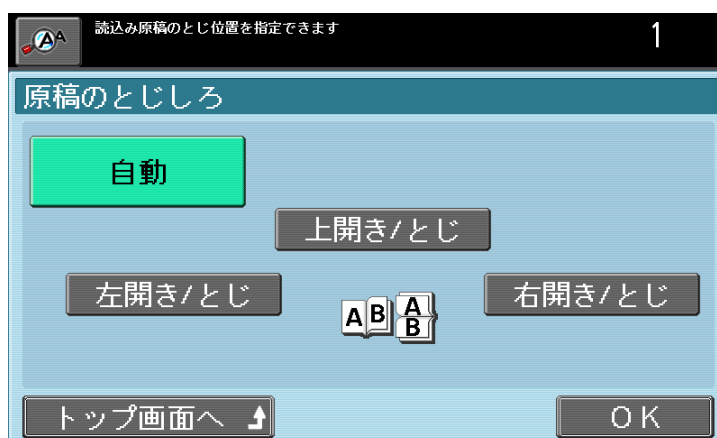 読込み原稿のとじ位置を指定できます
1
原稿のとじしろ
自動
上開き/とじ
左開き/とじ
右開き/とじ
AB
A
B
トップ画面へ
OK